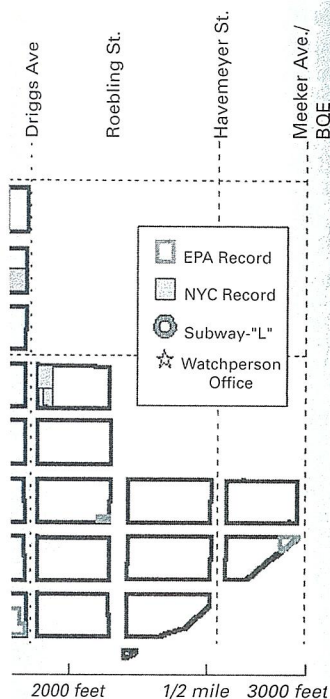 Driggs Ave
Roebling St.
Havemeyer St.
Meeker Ave./
BQE
EPA Record
NYC Record
Subway-"L"
Watchperson
Office
2000 feet
1/2 mile
3000 feet